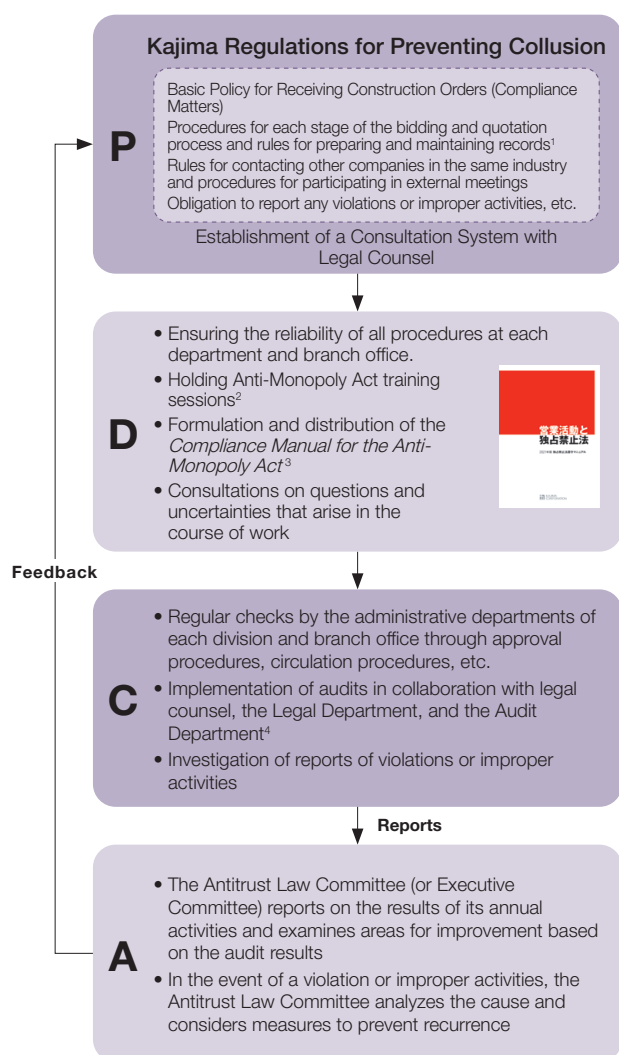 Kajima Regulations for Preventing Collusion
P
Basic Policy for Receiving Construction Orders (Compliance
Matters)
Procedures for each stage of the bidding and quotation
process and rules for preparing and maintaining records¹
Rules for contacting other companies in the same industry
and procedures for participating in external meetings
Obligation to report any violations or improper activities, etc.
Establishment of a Consultation System with
Legal Counsel
D
• Ensuring the reliability of all procedures at each
department and branch office.
• Holding Anti-Monopoly Act training
sessions²
• Formulation and distribution of the
Compliance Manual for the Anti-
Monopoly Act³
• Consultations on questions and
uncertainties that arise in the
course of work
営業活動と
独占禁止法
Feedback
C
• Regular checks by the administrative departments of
each division and branch office through approval
procedures, circulation procedures, etc.
• Implementation of audits in collaboration with legal
counsel, the Legal Department, and the Audit
Department⁴
• Investigation of reports of violations or improper
activities
Reports
A
• The Antitrust Law Committee (or Executive
Committee) reports on the results of its annual
activities and examines areas for improvement based
on the audit results
• In the event of a violation or improper activities, the
Antitrust Law Committee analyzes the cause and
considers measures to prevent recurrence